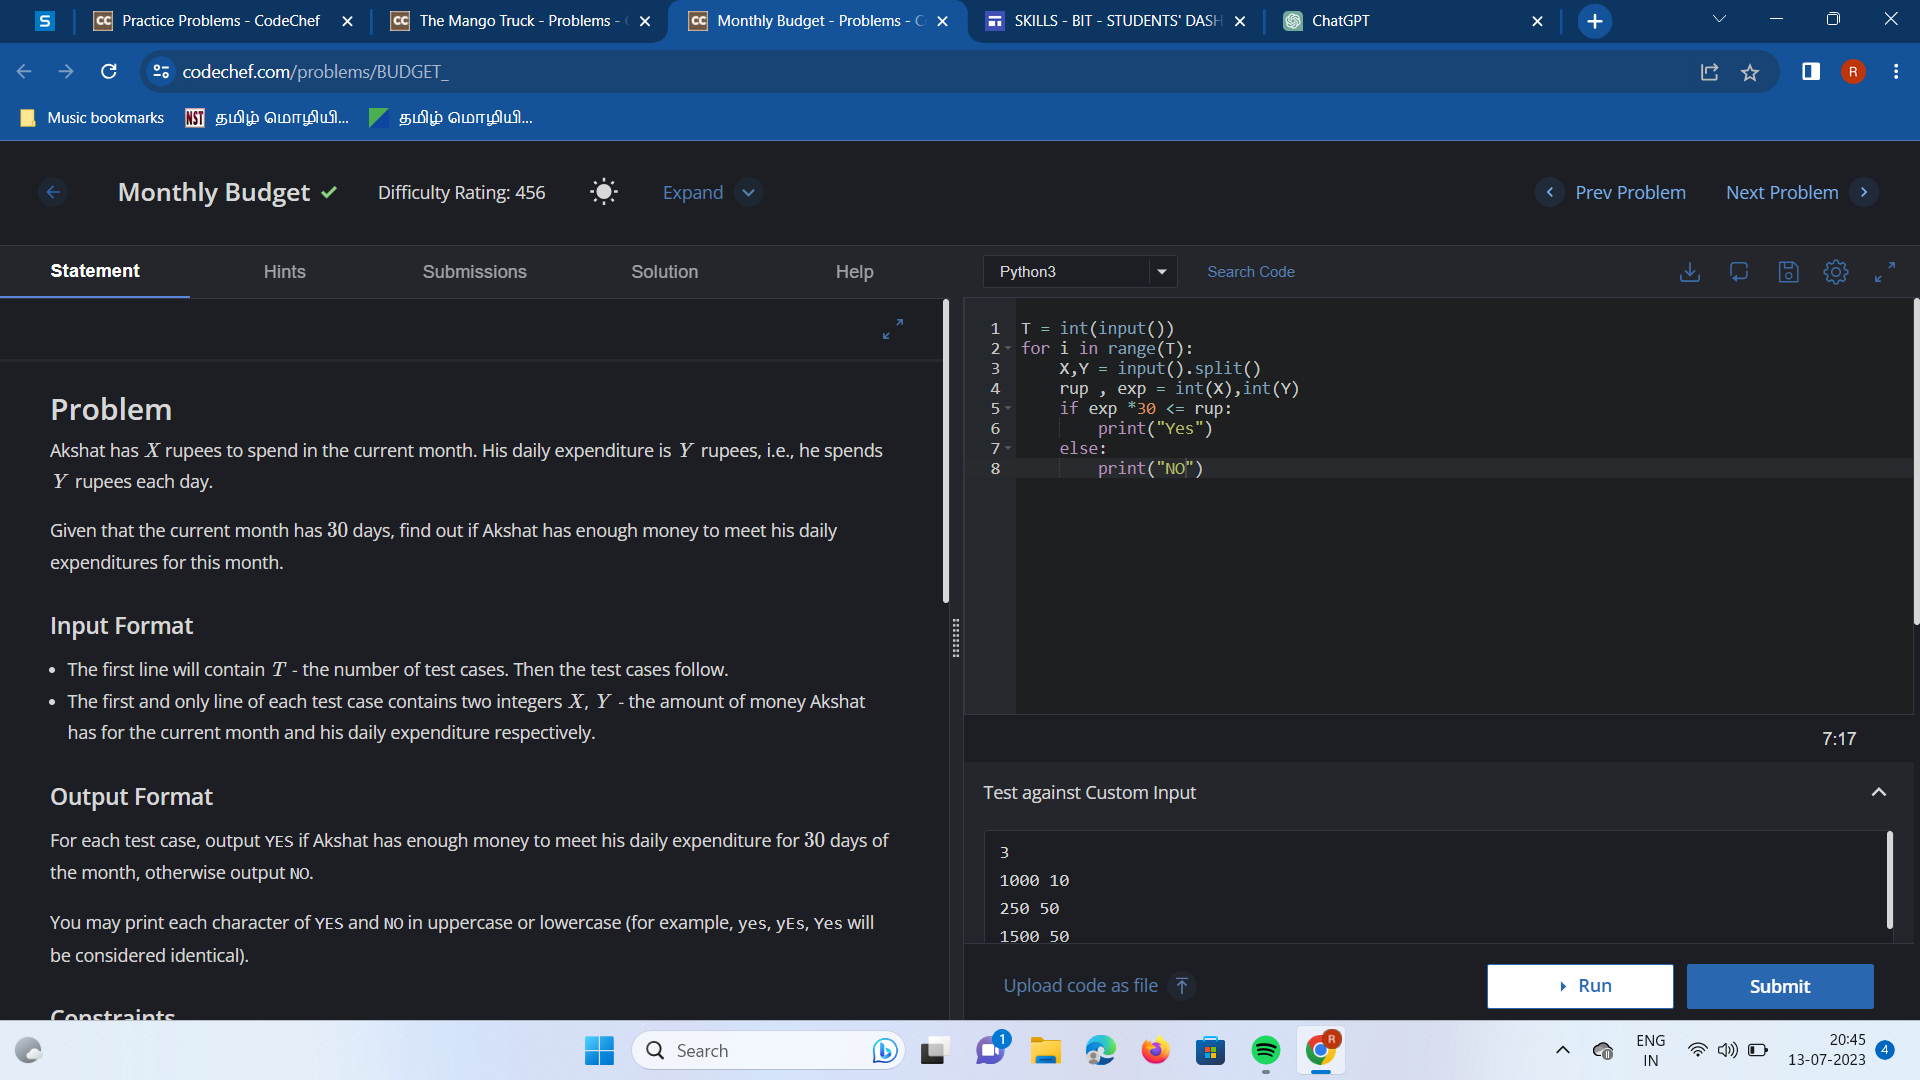 S
CC Practice Problems - CodeChef
CC The Mango Truck - Problems -
CC Monthly Budget - Problems - C
SKILLS - BIT - STUDENTS' DASH
ChatGPT
codechef.com/problems/BUDGET_
R
Music bookmarks
NST தமிழ் மொழியி...
தமிழ் மொழியி...
Monthly Budget
Difficulty Rating: 456
Expand
Prev Problem
Next Problem
Statement
Hints
Submissions
Solution
Help
Python3
Search Code
Problem
Akshat has X rupees to spend in the current month. His daily expenditure is Y rupees, i.e., he spends
Y rupees each day.
Given that the current month has 30 days, find out if Akshat has enough money to meet his daily
expenditures for this month.
Input Format
• The first line will contain T - the number of test cases. Then the test cases follow.
• The first and only line of each test case contains two integers X, Y - the amount of money Akshat
has for the current month and his daily expenditure respectively.
Output Format
For each test case, output YES if Akshat has enough money to meet his daily expenditure for 30 days of
the month, otherwise output NO.
You may print each character of YES and NO in uppercase or lowercase (for example, yes, yEs, Yes will
be considered identical).
Constraints
1 T = int(input())
2 for i in range(T):
3 X,Y = input().split()
4 rup , exp = int(X),int(Y)
5 if exp *30 <= rup:
6 print("Yes")
7 else:
8 print("NO")
7:17
Test against Custom Input
3
1000 10
250 50
1500 50
Upload code as file
Run
Submit
Search
1
R
ENG
IN
20:45
13-07-2023
4